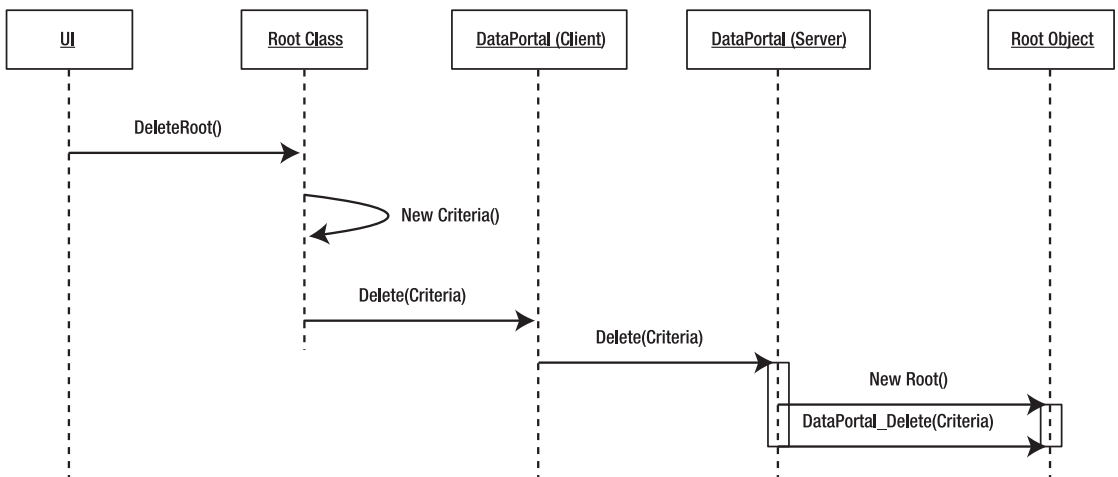 UI
Root Class
DataPortal (Client)
DataPortal (Server)
Root Object
DeleteRoot()
New Criteria()
Delete(Criteria)
Delete(Criteria)
New Root()
DataPortal_Delete(Criteria)